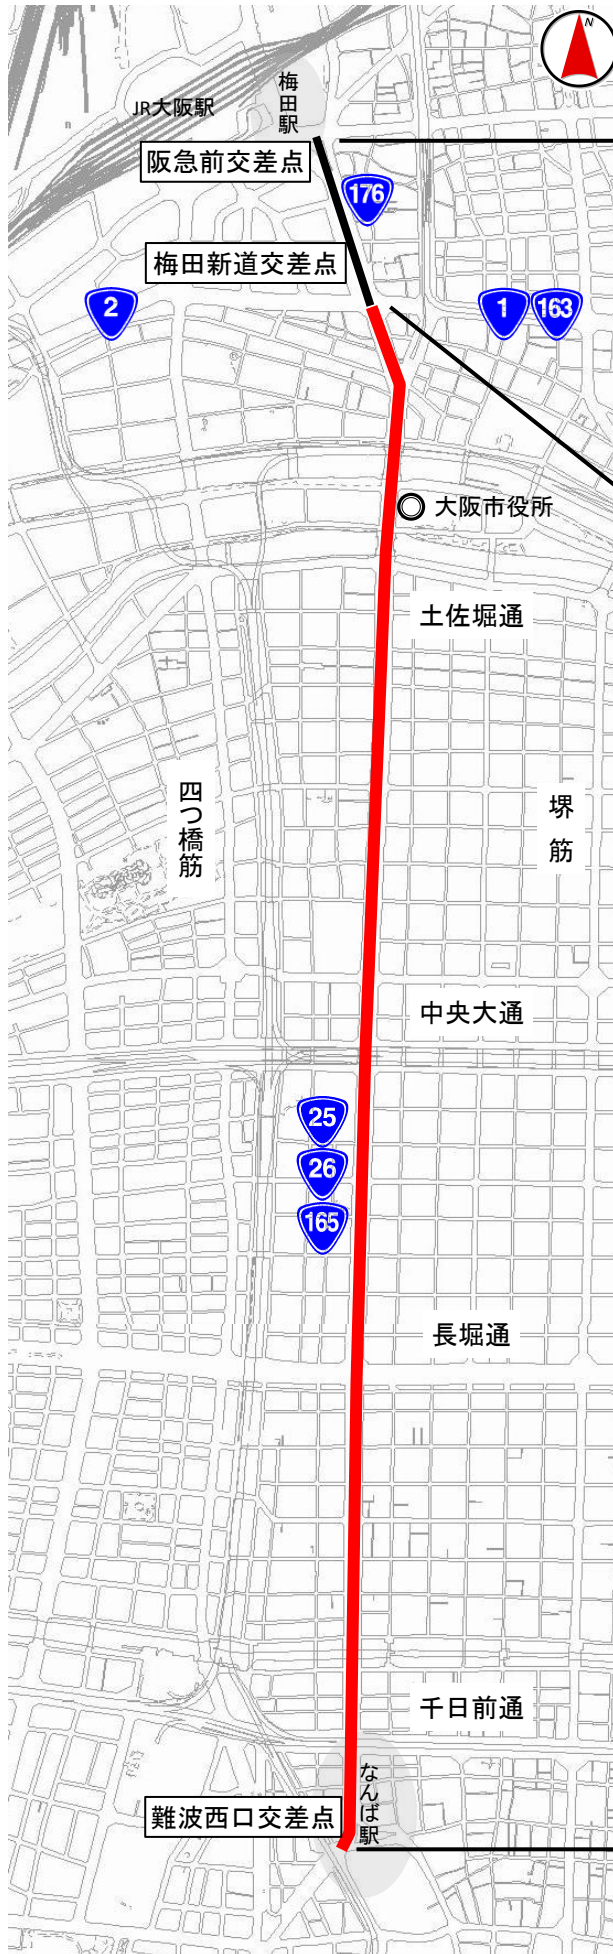 N
梅田駅
JR大阪駅
阪急前交差点
176
梅田新道交差点
2
1
163
大阪市役所
土佐堀通
四つ橋筋
堺筋
中央大通
25
26
165
長堀通
千日前通
なんば駅
難波西口交差点